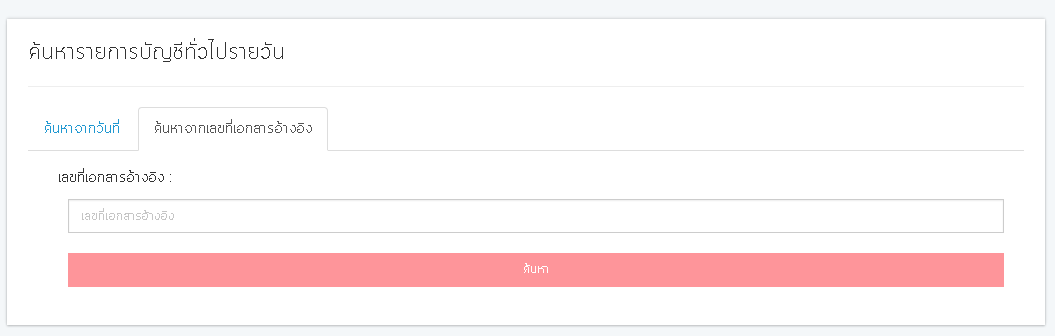 ค้นหารายการบัญชีทั่วไปรายวัน
ค้นหาจากวันที่
ค้นหาจากเลขที่เอกสารอ้างอิง
เลขที่เอกสารอ้างอิง :
เลขที่เอกสารอ้างอิง
ค้นหา